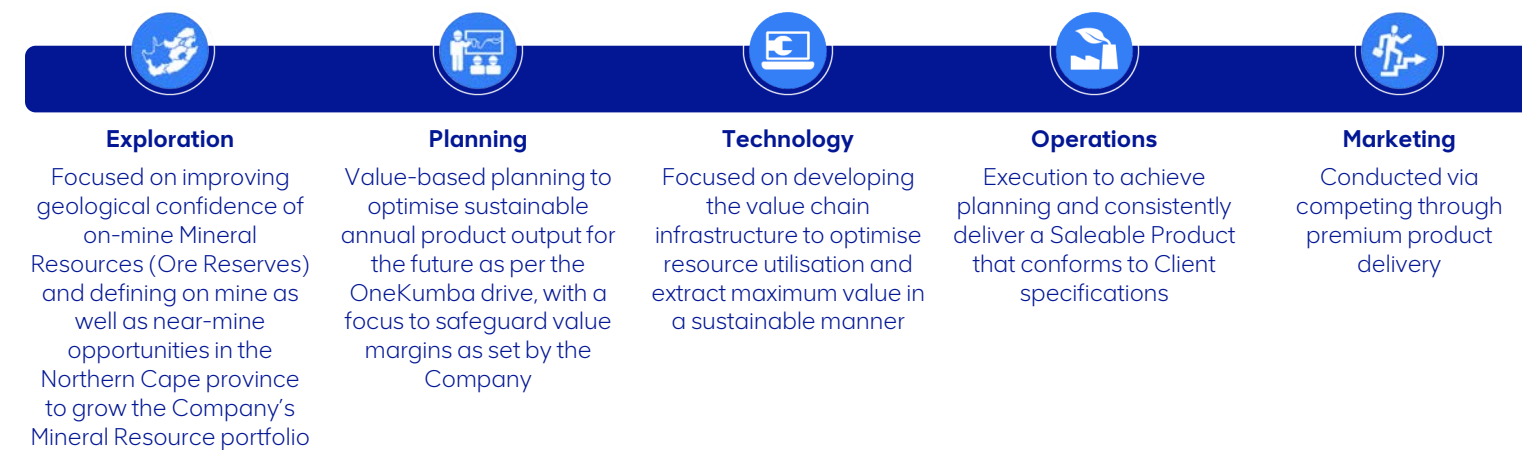 Exploration
Focused on improving
geological confidence of
on-mine Mineral
Resources (Ore Reserves)
and defining on mine as
well as near-mine
opportunities in the
Northern Cape province
to grow the Company’s
Mineral Resource portfolio
Planning
Value-based planning to
optimise sustainable
annual product output for
the future as per the
OneKumba drive, with a
focus to safeguard value
margins as set by the
Company
Technology
Focused on developing
the value chain
infrastructure to optimise
resource utilisation and
extract maximum value in
a sustainable manner
Operations
Execution to achieve
planning and consistently
deliver a Saleable Product
that conforms to Client
specifications
Marketing
Conducted via
competing through
premium product
delivery